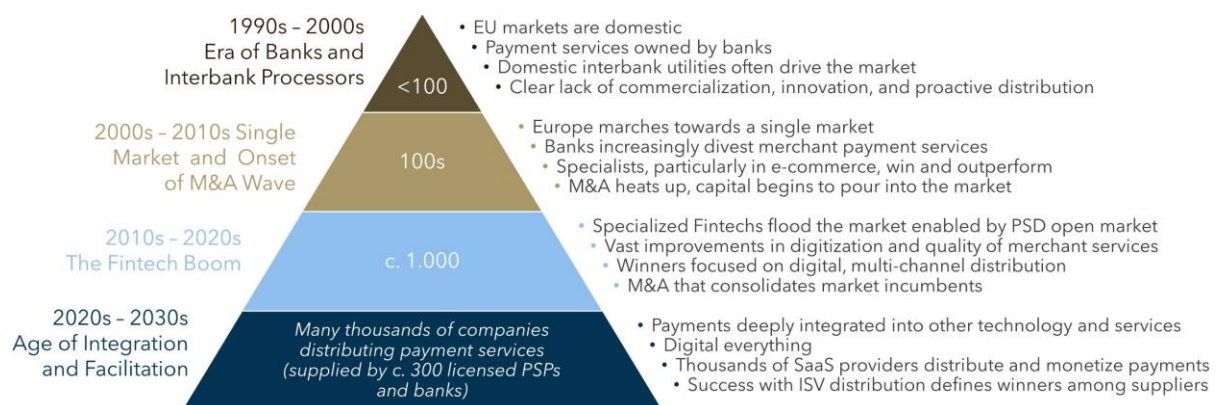 1990s – 2000s
Era of Banks and
Interbank Processors
<100
• EU markets are domestic
• Payment services owned by banks
• Domestic interbank utilities often drive the market
• Clear lack of commercialization, innovation, and proactive distribution
2000s – 2010s Single
Market and Onset
of M&A Wave
100s
• Europe marches towards a single market
• Banks increasingly divest merchant payment services
• Specialists, particularly in e-commerce, win and outperform
• M&A heats up, capital begins to pour into the market
2010s – 2020s
The Fintech Boom
c. 1.000
• Specialized Fintechs flood the market enabled by PSD open market
• Vast improvements in digitization and quality of merchant services
• Winners focused on digital, multi-channel distribution
• M&A that consolidates market incumbents
2020s – 2030s
Age of Integration
and Facilitation
Many thousands of companies
distributing payment services
(supplied by c. 300 licensed PSPs
and banks)
• Payments deeply integrated into other technology and services
• Digital everything
• Thousands of SaaS providers distribute and monetize payments
• Success with ISV distribution defines winners among suppliers